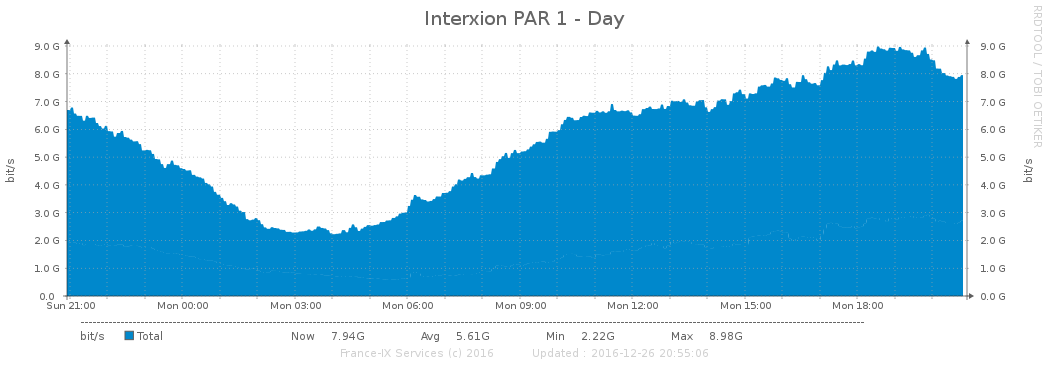 Interxion PAR 1 - Day
RRDTOOL / TOBI OETIKER
bit/s
bit/s
9.0 G 9.0 G
8.0 G 8.0 G
7.0 G 7.0 G
6.0 G 6.0 G
5.0 G 5.0 G
4.0 G 4.0 G
3.0 G 3.0 G
2.0 G 2.0 G
1.0 G 1.0 G
0.0 0.0 G
Sun 21:00 Mon 00:00 Mon 03:00 Mon 06:00 Mon 09:00 Mon 12:00 Mon 15:00 Mon 18:00
bit/s Total Now 7.94G Avg 5.61G Min 2.22G Max 8.98G
France-IX Services (c) 2016 Updated : 2016-12-26 20:55:06